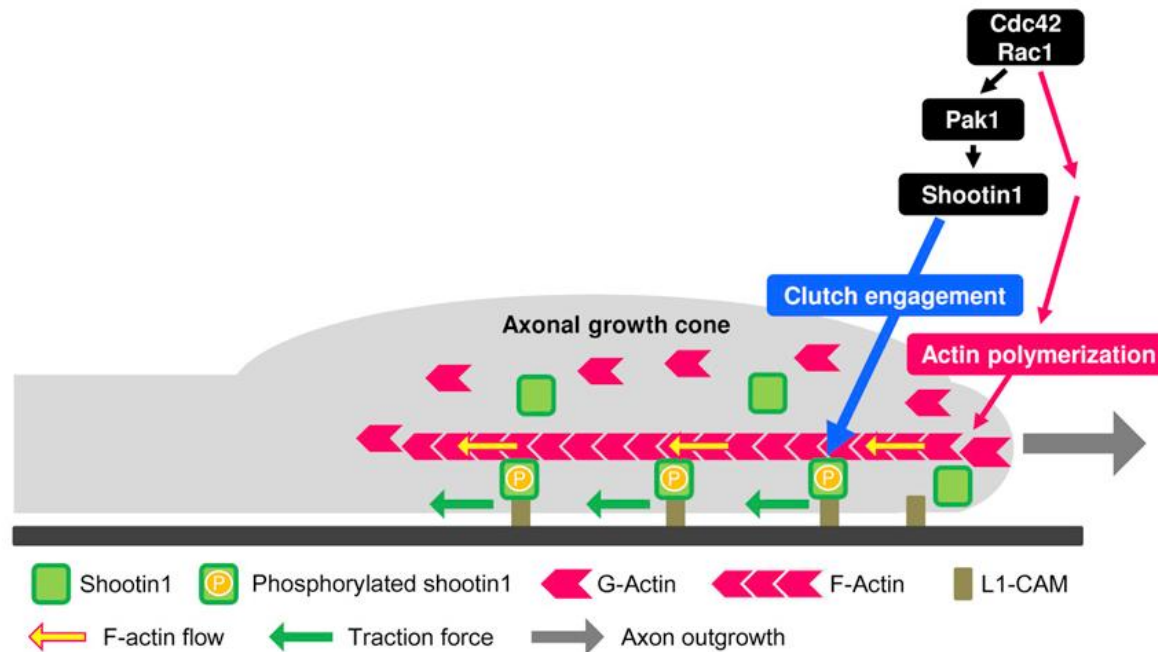 Cdc42
Rac1
Pak1
Shootin1
Clutch engagement
Axonal growth cone
Actin polymerization
P P P
Shootin1 P Phosphorylated shootin1 G-Actin F-Actin L1-CAM
F-actin flow Traction force Axon outgrowth